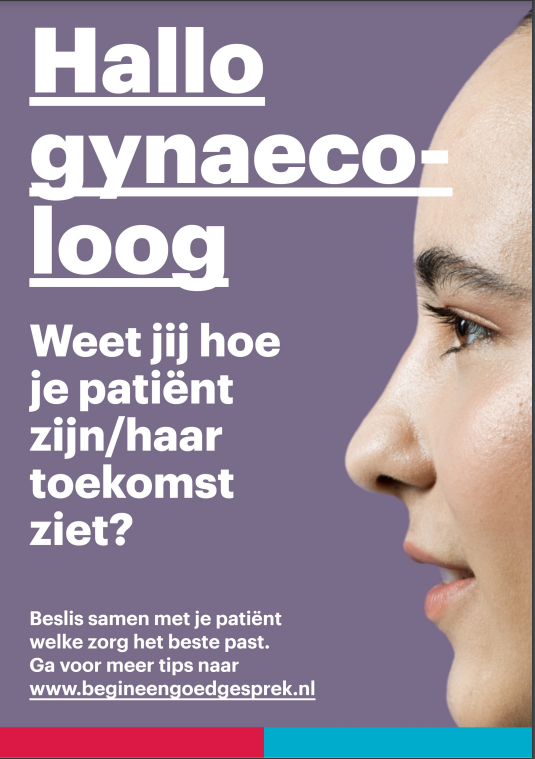 Hallo
gynaeco-
loog
Weet jij hoe
je patiënt
zijn/haar
toekomst
ziet?
Beslis samen met je patiënt
welke zorg het beste past.
Ga voor meer tips naar
www.begineengoedgesprek.nl